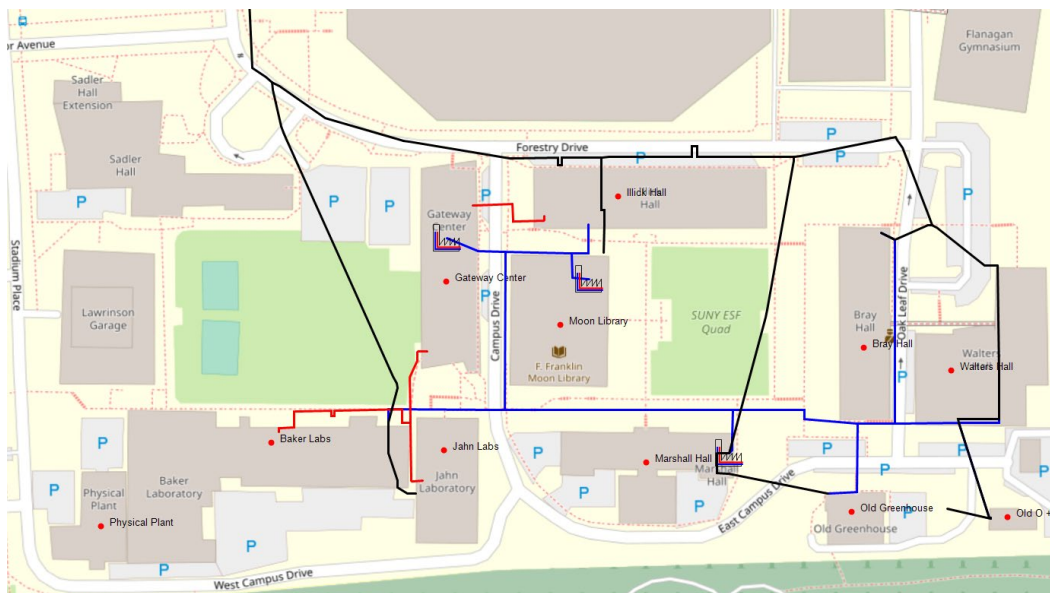 or Avenue
Flanagan
Gymnasium
Sadler
Hall
Extension
P
Forestry Drive
P
P
Sadler
Hall
P
P
P
P
P
Illick Hall
Hall
Gateway
Center
Stadium Place
Gateway Center
P
Oak Leaf Drive
Lawrinson
Garage
Campus Drive
Moon Library
SUNY ESF
Quad
Bray
Hall
Bray Hall
F. Franklin
Moon Library
Walters Hall
P
P
Baker Labs
Jahn Labs
P
P
P
Marshall Hall
Marshall
Hall
P
Baker
Laboratory
Jahn
Laboratory
P
P
P
P
Physical
Plant
Physical Plant
East Campus Drive
Old Greenhouse
P
Old O +
Old Greenhouse
P
P
West Campus Drive